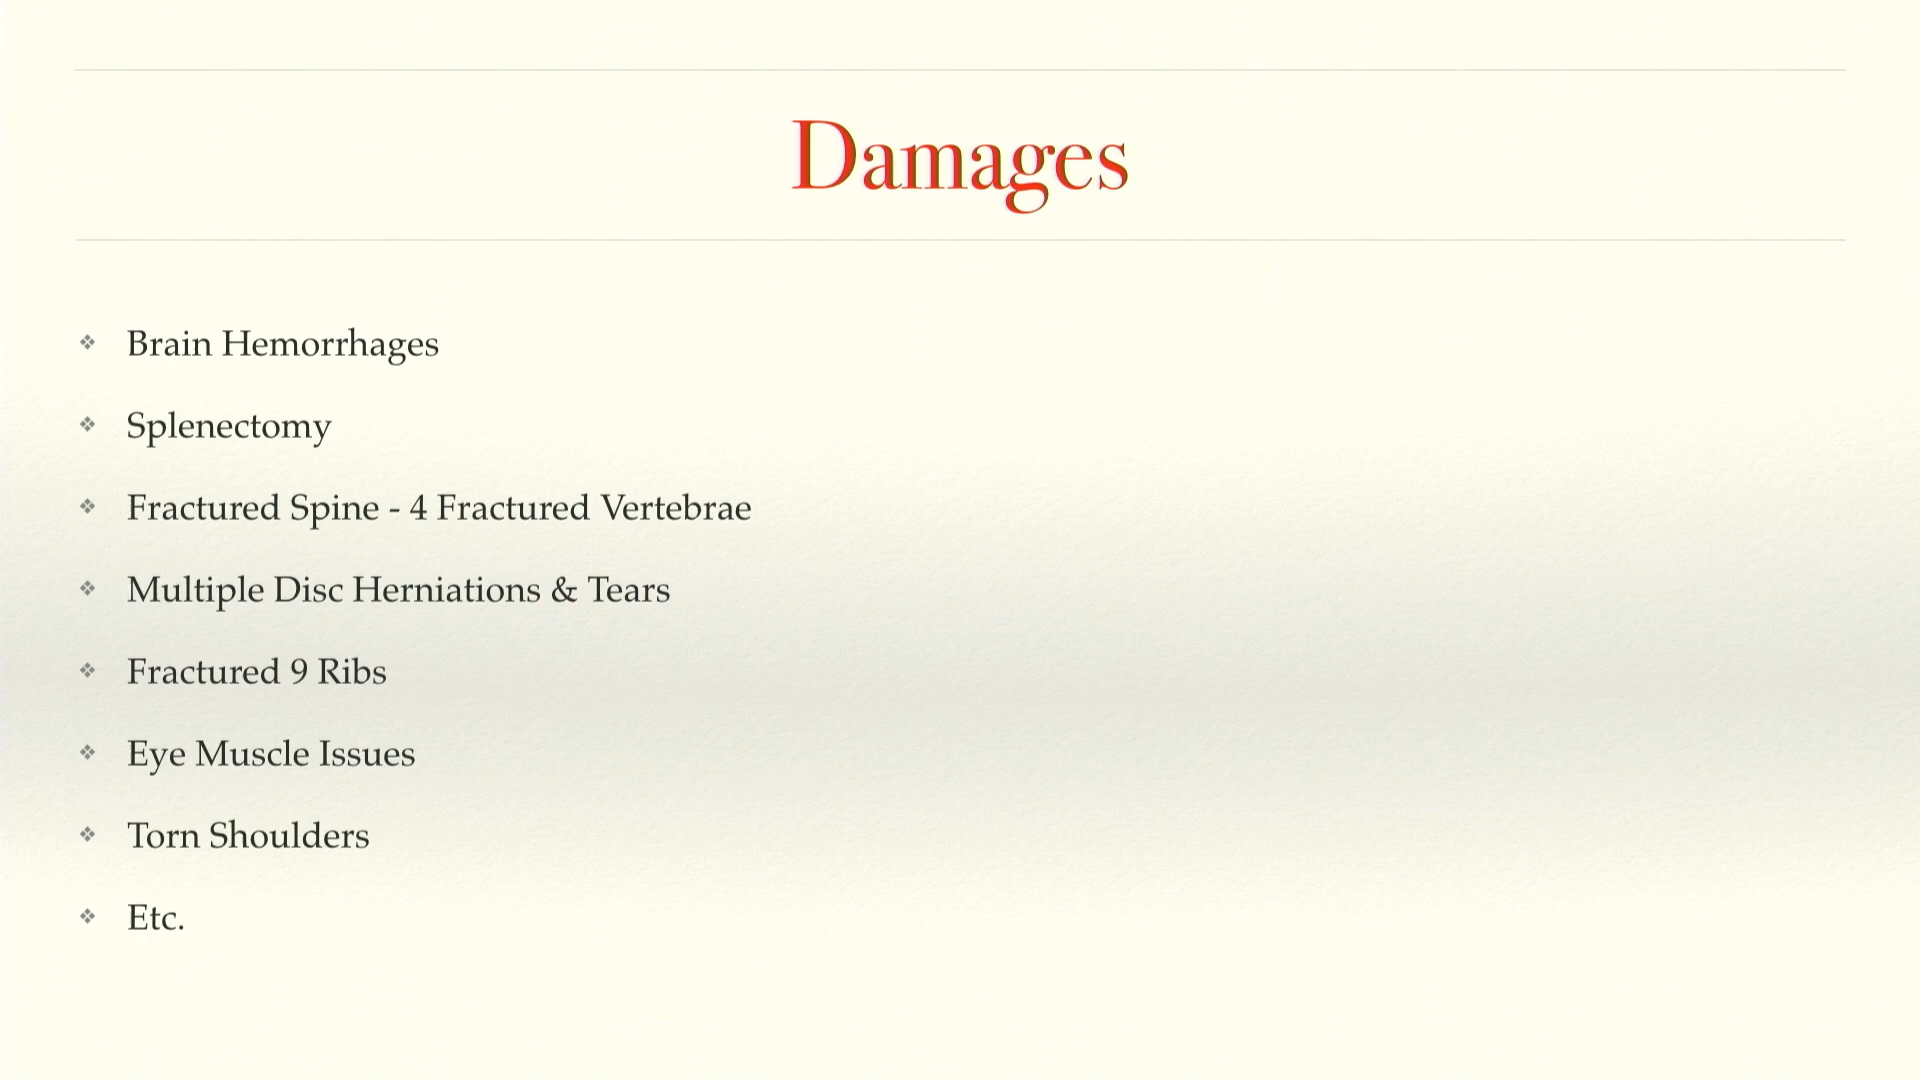 Damages
❖ Brain Hemorrhages
❖ Splenectomy
❖ Fractured Spine - 4 Fractured Vertebrae
❖ Multiple Disc Herniations & Tears
❖ Fractured 9 Ribs
❖ Eye Muscle Issues
❖ Torn Shoulders
❖ Etc.